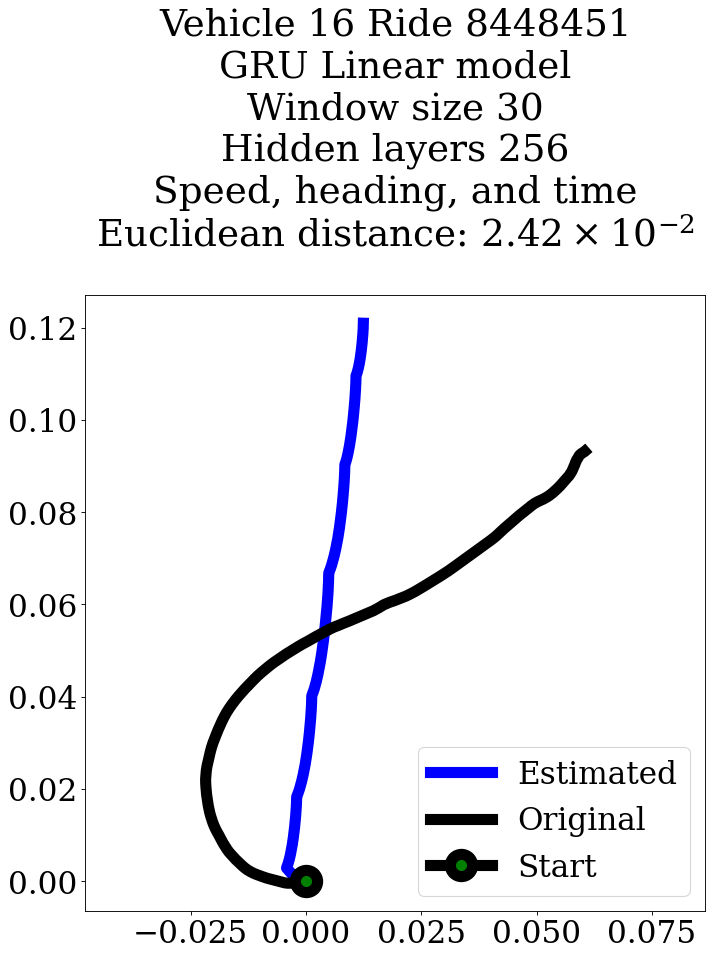 Vehicle 16 Ride 8448451
GRU Linear model
Window size 30
Hidden layers 256
Speed, heading, and time
Euclidean distance: 2.42 × 10⁻²
0.12
0.10
0.08
0.06
0.04
0.02
0.00
Estimated
Original
Start
−0.025 0.000 0.025 0.050 0.075